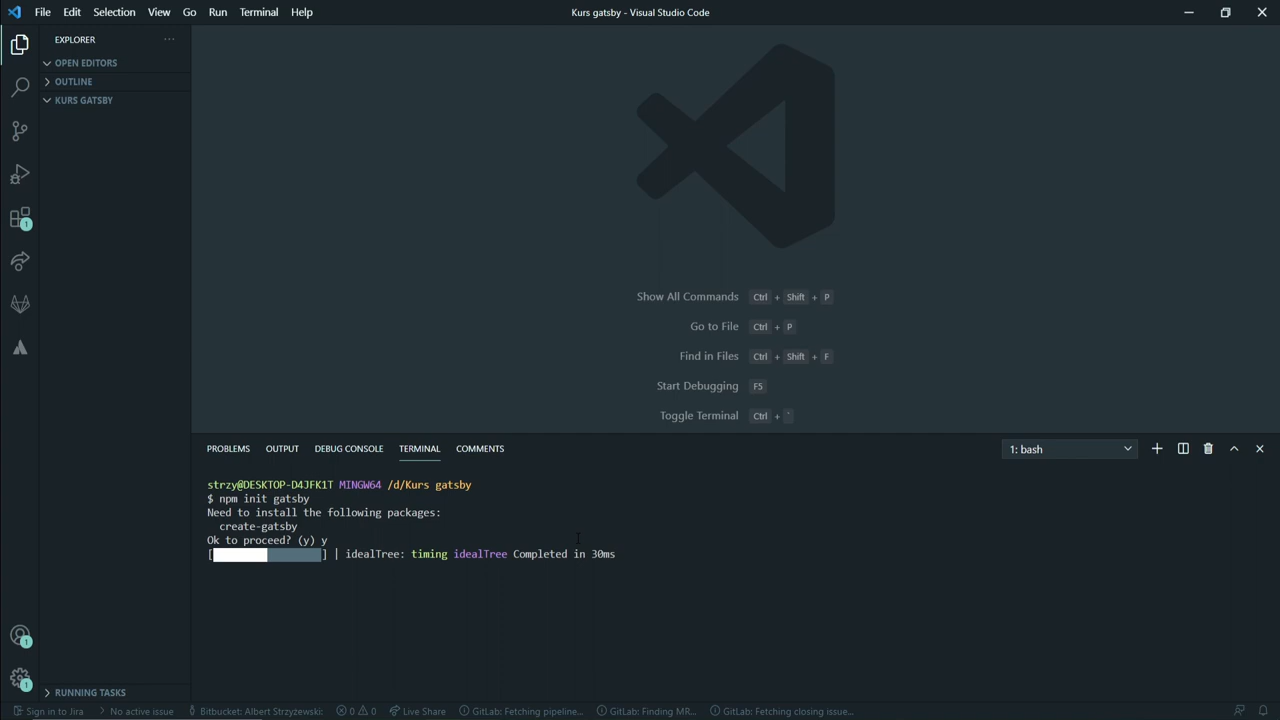 File Edit Selection View Go Run Terminal Help
Kurs gatsby - Visual Studio Code
EXPLORER
OPEN EDITORS
OUTLINE
KURS GATSBY
1
Show All Commands Ctrl + Shift + P
Go to File Ctrl + P
Find in Files Ctrl + Shift + F
Start Debugging F5
Toggle Terminal Ctrl + `
PROBLEMS OUTPUT DEBUG CONSOLE TERMINAL COMMENTS
1: bash
strzy@DESKTOP-D4JFK1T MINGW64 /d/Kurs gatsby
$ npm init gatsby
Need to install the following packages:
create-gatsby
Ok to proceed? (y) y
[ ] | idealTree: timing idealTree Completed in 30ms
1
1
RUNNING TASKS
Sign in to Jira No active issue Bitbucket: Albert Strzyżewski: 0 0 Live Share GitLab: Fetching pipeline... GitLab: Finding MR... GitLab: Fetching closing issue...